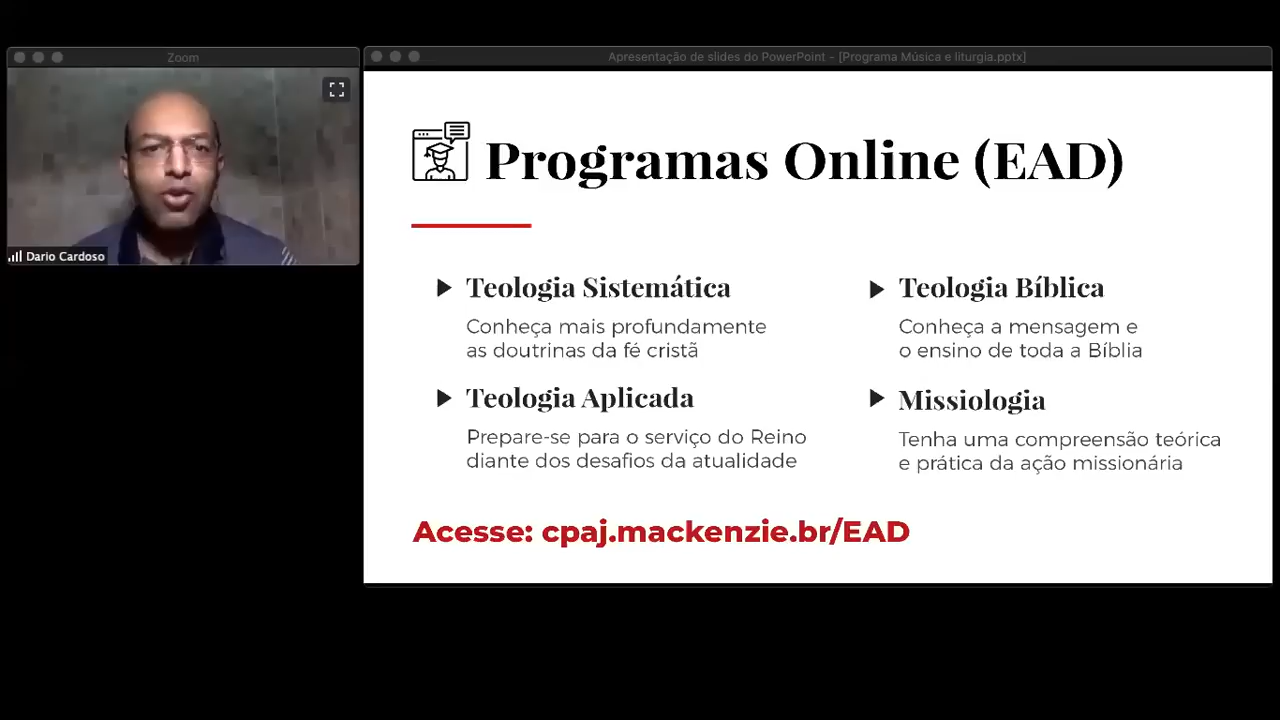 Zoom
Dario Cardoso
Apresentação de slides do PowerPoint - [Programa Música e liturgia.pptx]
Programas Online (EAD)
Teologia Sistemática
Conheça mais profundamente
as doutrinas da fé cristã
Teologia Bíblica
Conheça a mensagem e
o ensino de toda a Bíblia
Teologia Aplicada
Prepare-se para o serviço do Reino
diante dos desafios da atualidade
Missiologia
Tenha uma compreensão teórica
e prática da ação missionária
Acesse: cpaj.mackenzie.br/EAD